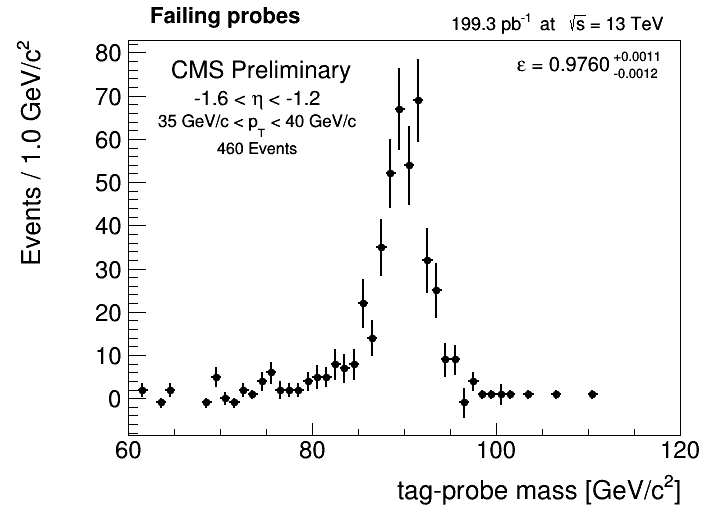 Failing probes
199.3 pb⁻¹ at √s = 13 TeV
CMS Preliminary
-1.6 < η < -1.2
35 GeV/c < p_T < 40 GeV/c
460 Events
ε = 0.9760 +0.0011 -0.0012
Events / 1.0 GeV/c²
80
70
60
50
40
30
20
10
0
60 80 100 120
tag-probe mass [GeV/c²]